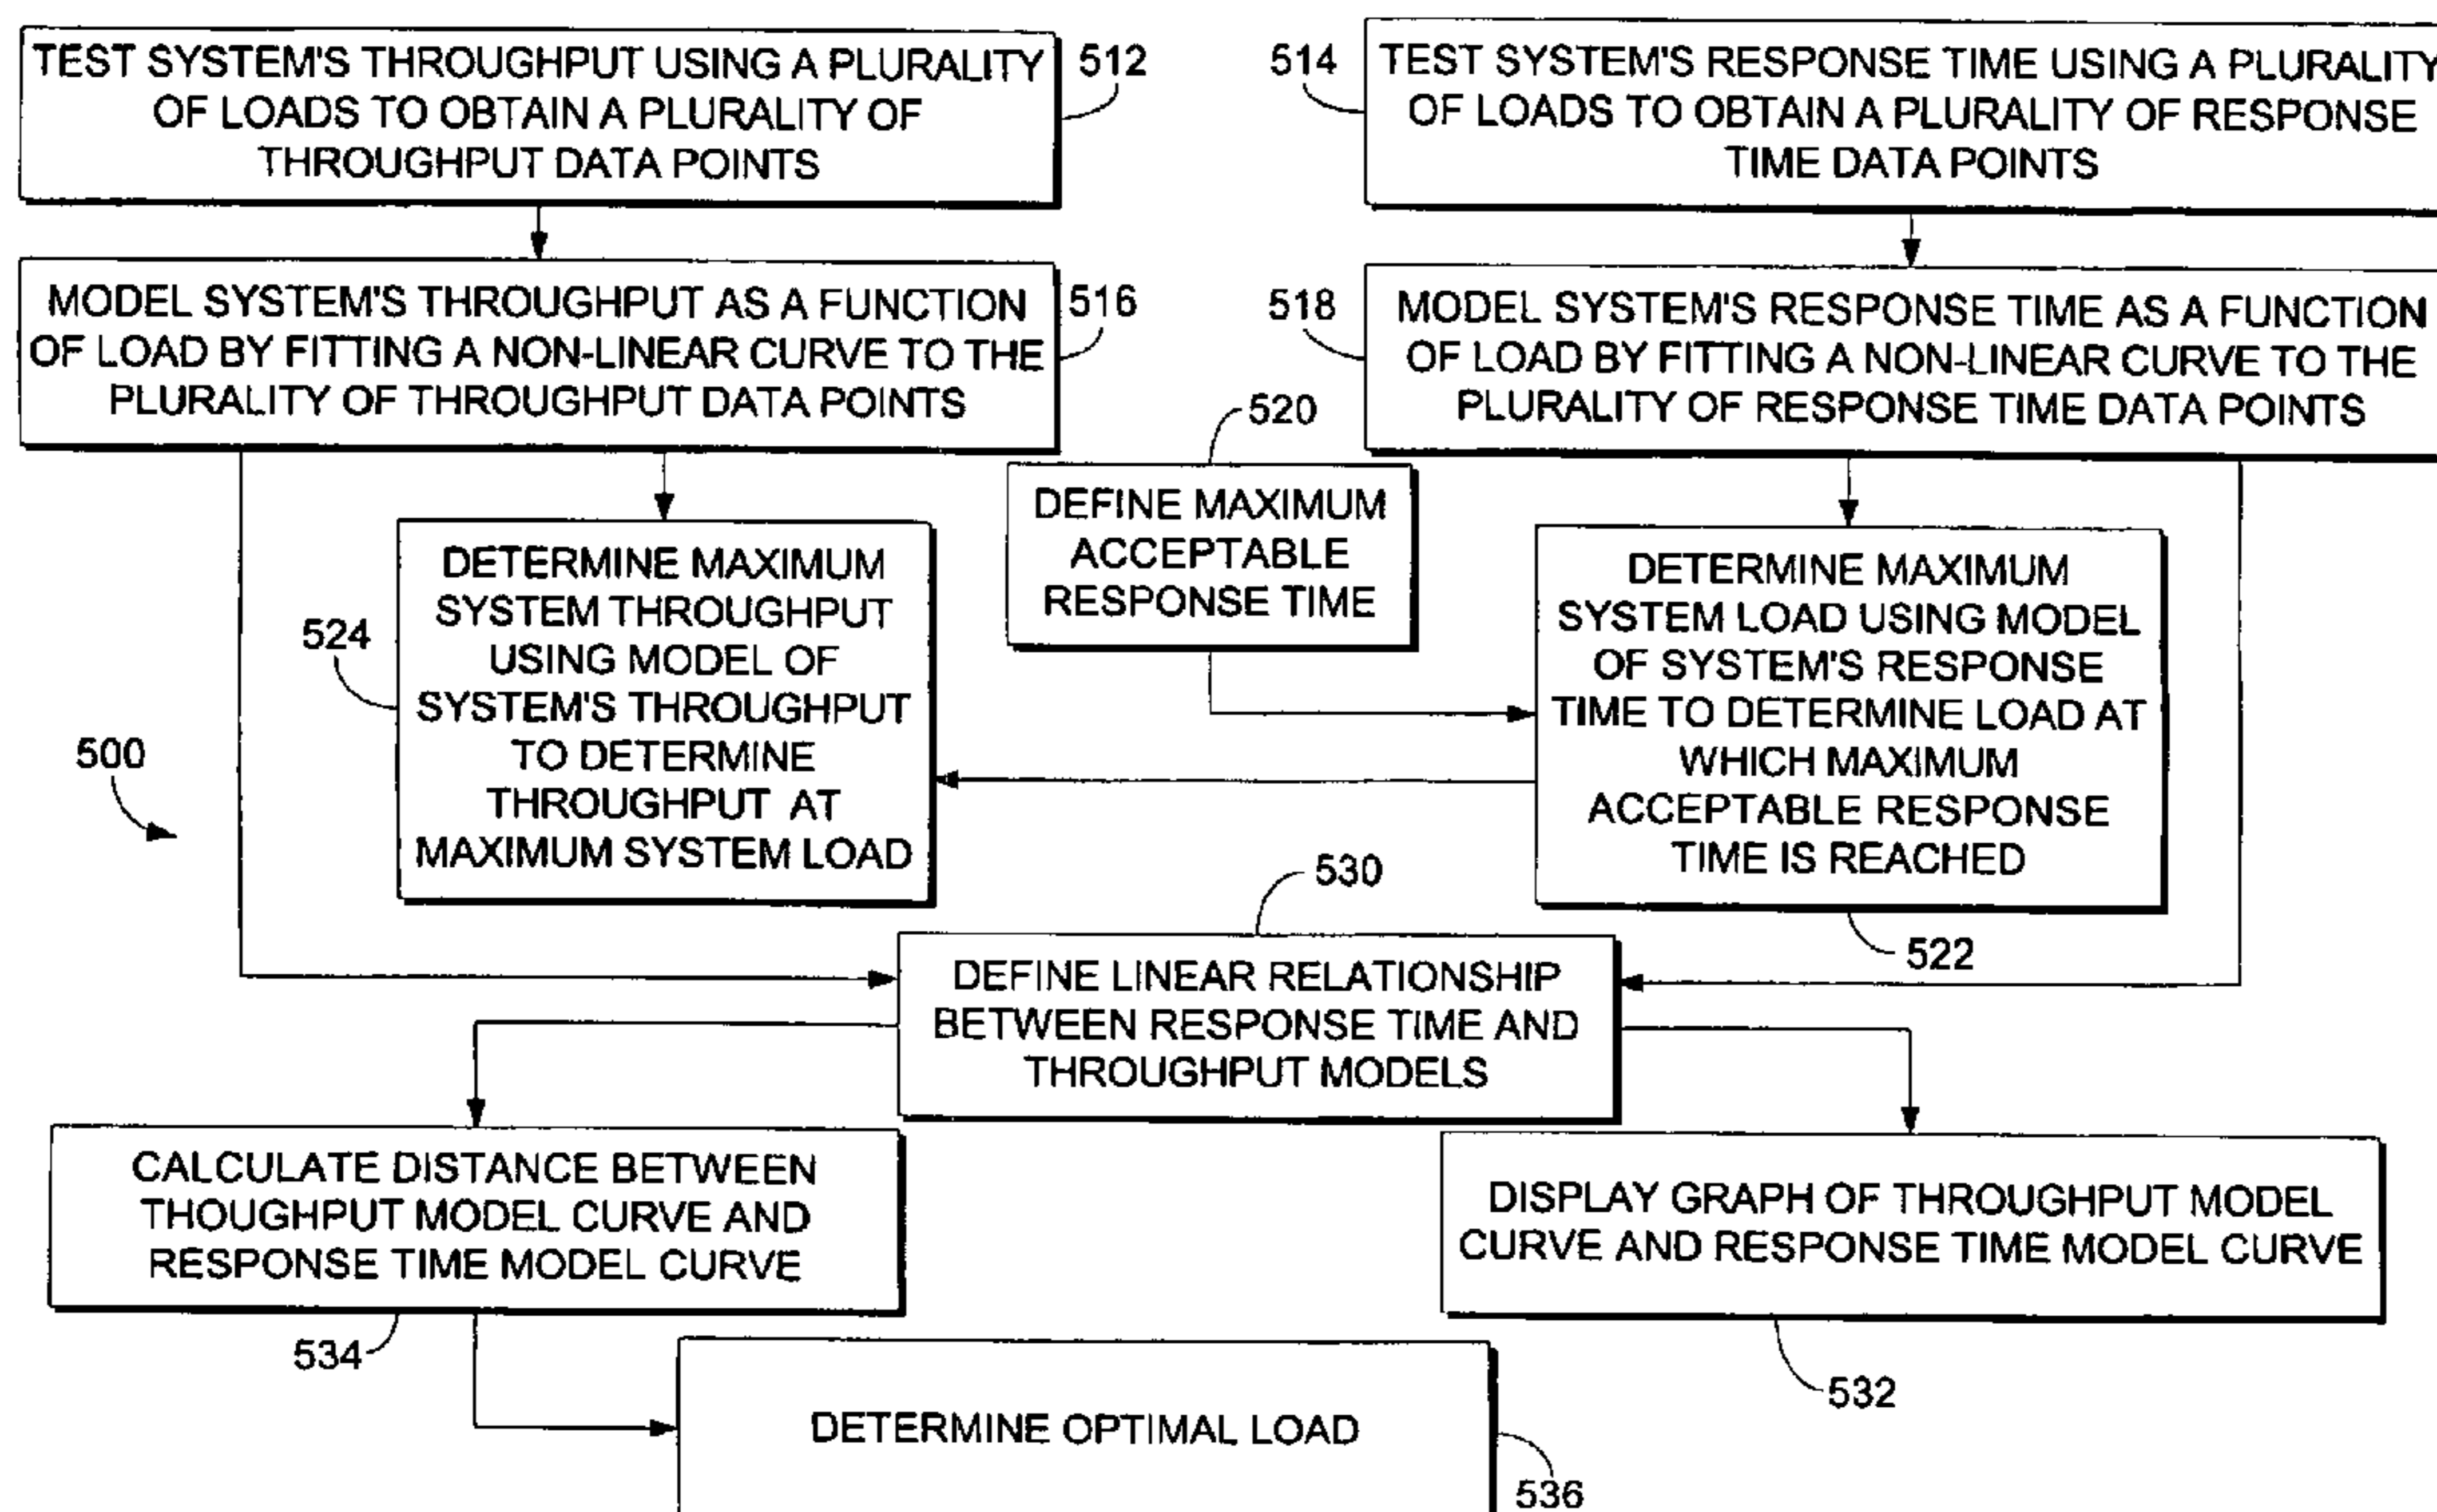 TEST SYSTEM'S THROUGHPUT USING A PLURALITY
OF LOADS TO OBTAIN A PLURALITY OF
THROUGHPUT DATA POINTS
512
514
TEST SYSTEM'S RESPONSE TIME USING A PLURALITY
OF LOADS TO OBTAIN A PLURALITY OF RESPONSE
TIME DATA POINTS
MODEL SYSTEM'S THROUGHPUT AS A FUNCTION
OF LOAD BY FITTING A NON-LINEAR CURVE TO THE
PLURALITY OF THROUGHPUT DATA POINTS
516
518
MODEL SYSTEM'S RESPONSE TIME AS A FUNCTION
OF LOAD BY FITTING A NON-LINEAR CURVE TO THE
PLURALITY OF RESPONSE TIME DATA POINTS
520
DEFINE MAXIMUM
ACCEPTABLE
RESPONSE TIME
524
DETERMINE MAXIMUM
SYSTEM THROUGHPUT
USING MODEL OF
SYSTEM'S THROUGHPUT
TO DETERMINE
THROUGHPUT AT
MAXIMUM SYSTEM LOAD
DETERMINE MAXIMUM
SYSTEM LOAD USING MODEL
OF SYSTEM'S RESPONSE
TIME TO DETERMINE LOAD AT
WHICH MAXIMUM
ACCEPTABLE RESPONSE
TIME IS REACHED
522
500
530
DEFINE LINEAR RELATIONSHIP
BETWEEN RESPONSE TIME AND
THROUGHPUT MODELS
CALCULATE DISTANCE BETWEEN
THOUGHPUT MODEL CURVE AND
RESPONSE TIME MODEL CURVE
534
DISPLAY GRAPH OF THROUGHPUT MODEL
CURVE AND RESPONSE TIME MODEL CURVE
532
DETERMINE OPTIMAL LOAD
536